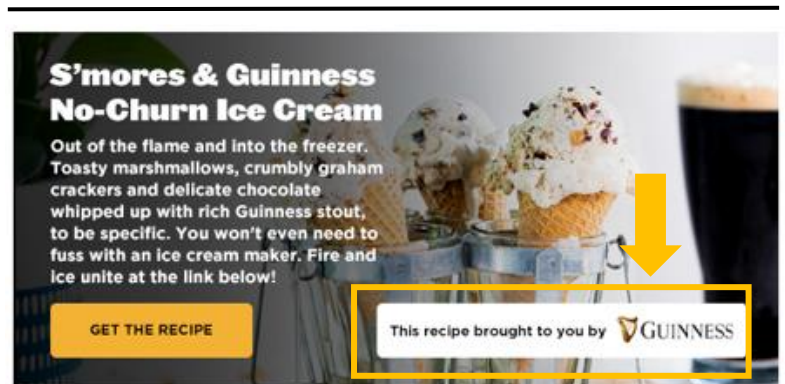 S’mores & Guinness
No-Churn Ice Cream
Out of the flame and into the freezer.
Toasty marshmallows, crumbly graham
crackers and delicate chocolate
whipped up with rich Guinness stout,
to be specific. You won’t even need to
fuss with an ice cream maker. Fire and
ice unite at the link below!
GET THE RECIPE
This recipe brought to you by GUINNESS